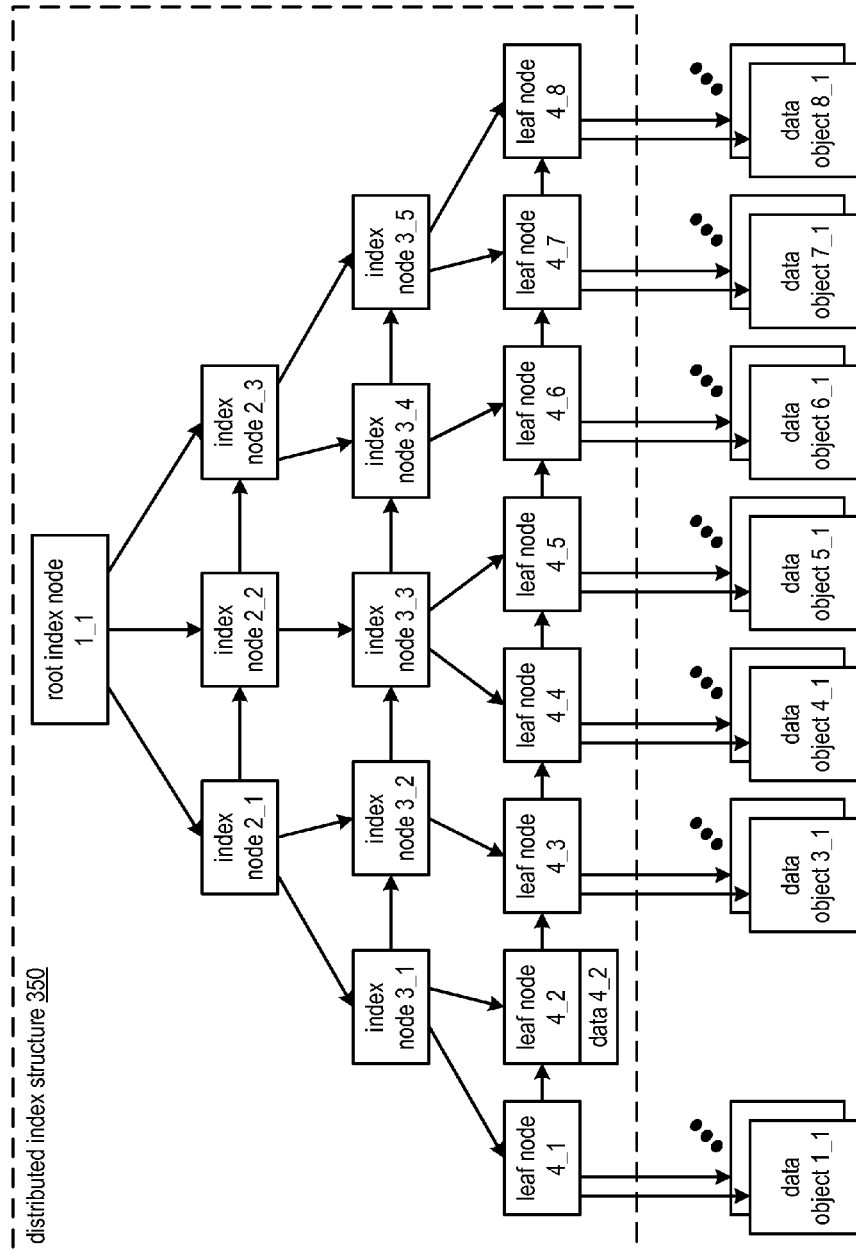 distributed index structure 350
root index node
1_1
index
node 2_1
index
node 2_2
index
node 2_3
index
node 3_1
index
node 3_2
index
node 3_3
index
node 3_4
index
node 3_5
leaf node
4_1
leaf node
4_2
data 4_2
leaf node
4_3
leaf node
4_4
leaf node
4_5
leaf node
4_6
leaf node
4_7
leaf node
4_8
data
object 1_1
data
object 3_1
data
object 4_1
data
object 5_1
data
object 6_1
data
object 7_1
data
object 8_1